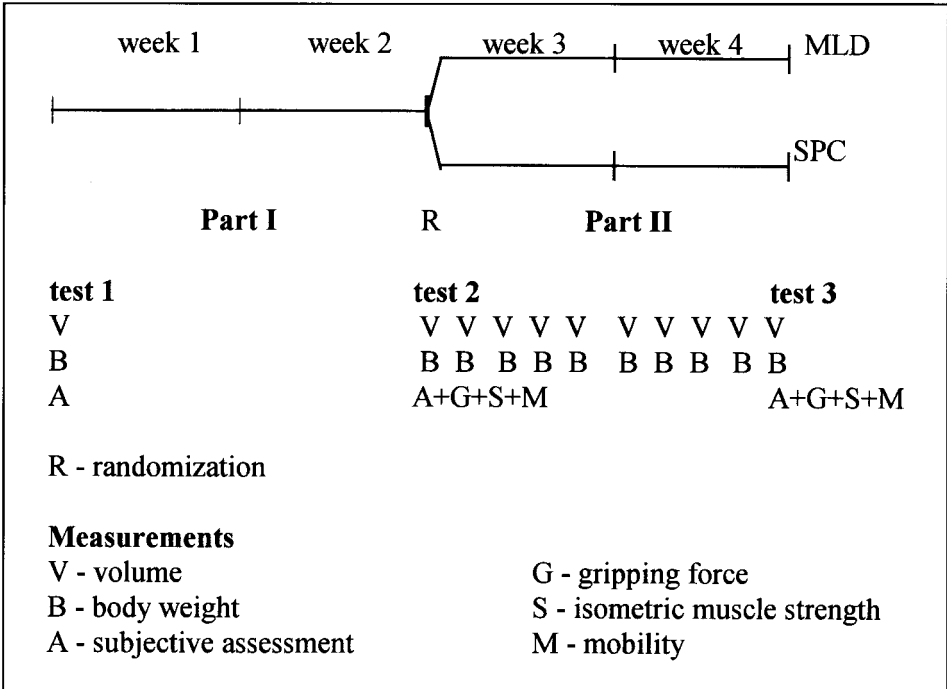 week 1 week 2 week 3 week 4 MLD
SPC
Part I R Part II
test 1 test 2 test 3
V V V V V V V V V V V
B B B B B B B B B B B
A A+G+S+M A+G+S+M
R - randomization
Measurements
V - volume G - gripping force
B - body weight S - isometric muscle strength
A - subjective assessment M - mobility